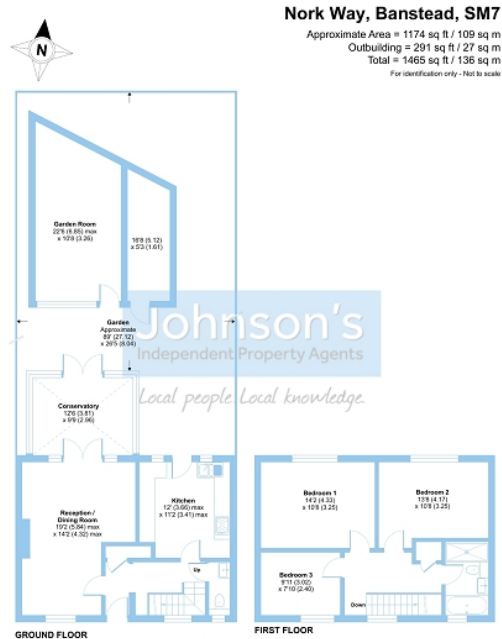 Nork Way, Banstead, SM7
Approximate Area = 1174 sq ft / 109 sq m
Outbuilding = 291 sq ft / 27 sq m
Total = 1465 sq ft / 136 sq m
For identification only - Not to scale
N
Garden Room
22'6 (6.85) max
x 10'8 (3.26)
16'8 (5.12)
x 5'3 (1.61)
Garden
Approximate
89' (27.12)
x 26'5 (8.04)
Johnson's
Independent Property Agents
Local people. Local knowledge.
Conservatory
12'6 (3.81)
x 9'9 (2.96)
Reception /
Dining Room
19'2 (5.84) max
x 14'2 (4.32) max
Kitchen
12' (3.66) max
x 11'2 (3.41) max
Up
Bedroom 1
14'2 (4.33)
x 10'8 (3.25)
Bedroom 2
13'8 (4.17)
x 10'8 (3.25)
Bedroom 3
9'11 (3.02)
x 7'10 (2.40)
Down
GROUND FLOOR
FIRST FLOOR